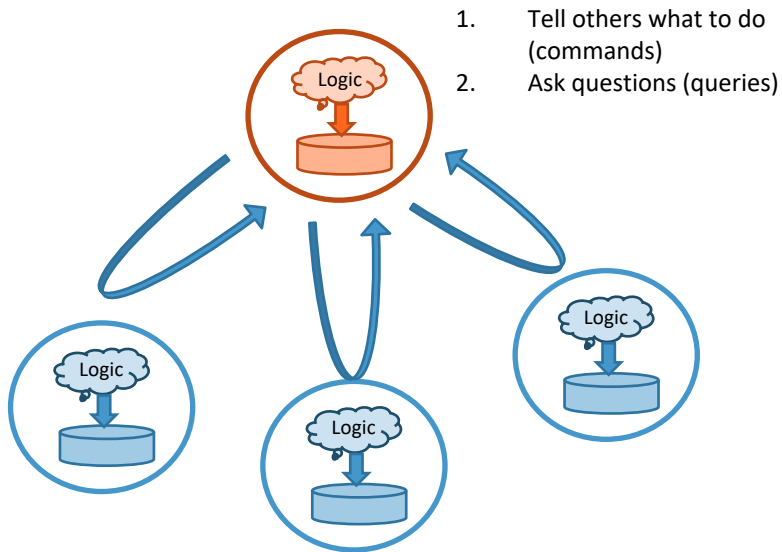 1. Tell others what to do
(commands)
2. Ask questions (queries)
Logic
Logic
Logic
Logic